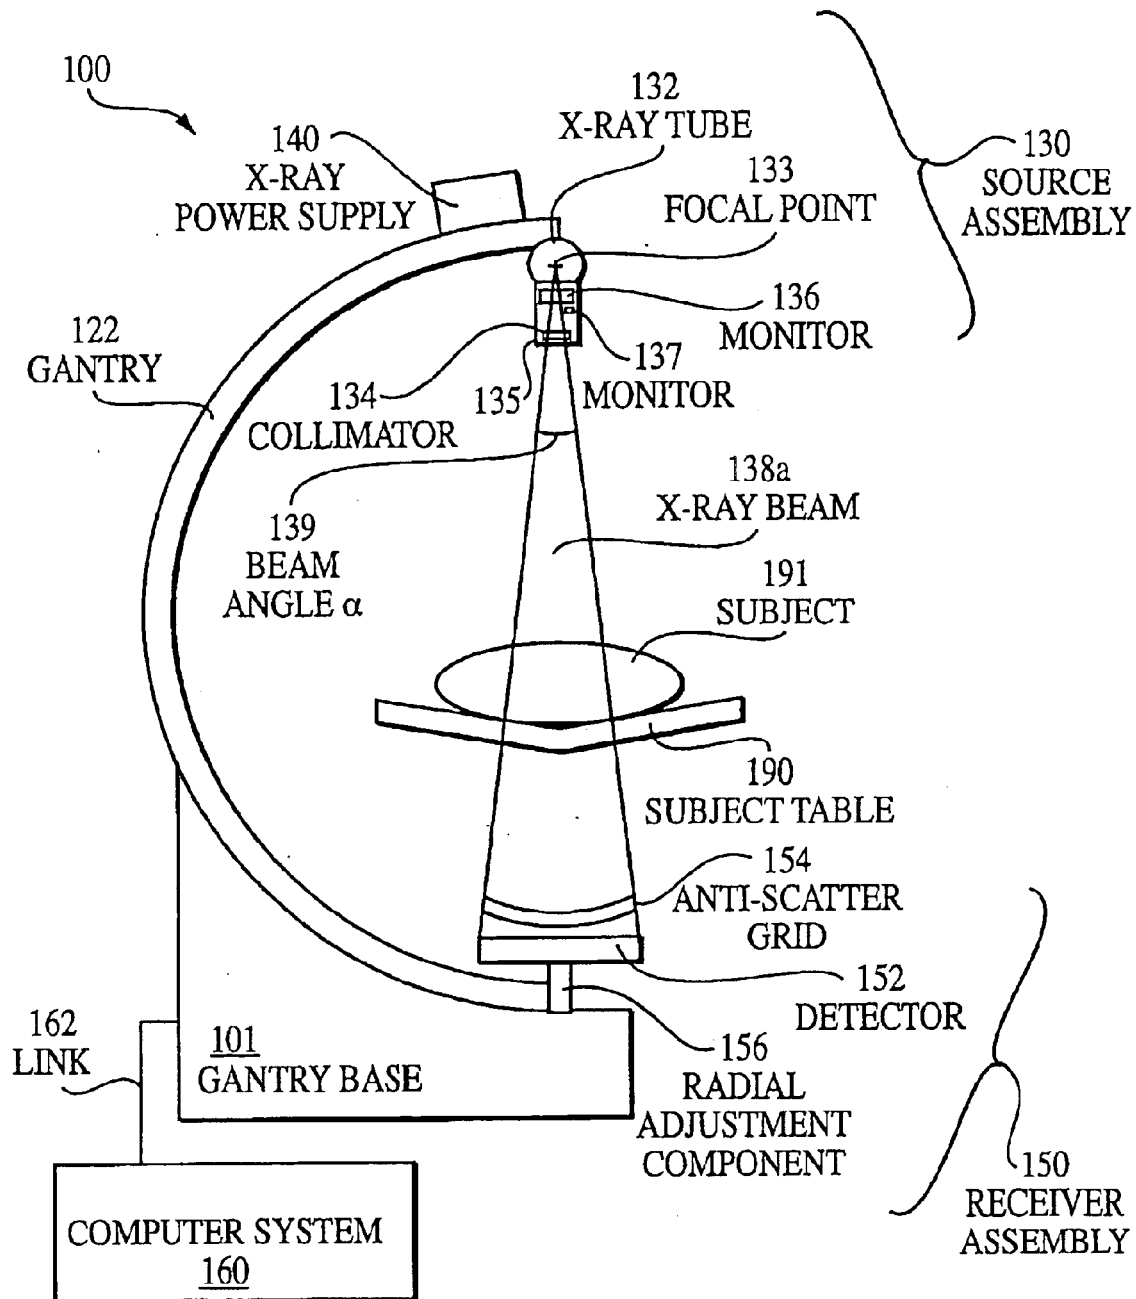 100
132
X-RAY TUBE
140
X-RAY
POWER SUPPLY
133
FOCAL POINT
130
SOURCE
ASSEMBLY
136
MONITOR
122
GANTRY
137
MONITOR
134
COLLIMATOR
135
138a
X-RAY BEAM
139
BEAM
ANGLE α
191
SUBJECT
190
SUBJECT TABLE
154
ANTI-SCATTER
GRID
152
DETECTOR
162
LINK
101
GANTRY BASE
156
RADIAL
ADJUSTMENT
COMPONENT
150
RECEIVER
ASSEMBLY
COMPUTER SYSTEM
160